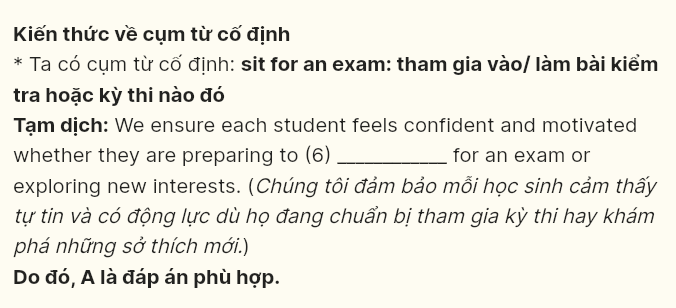 Kiến thức về cụm từ cố định
* Ta có cụm từ cố định: sit for an exam: tham gia vào/ làm bài kiểm
tra hoặc kỳ thi nào đó
Tạm dịch: We ensure each student feels confident and motivated
whether they are preparing to (6) ____________ for an exam or
exploring new interests. (Chúng tôi đảm bảo mỗi học sinh cảm thấy
tự tin và có động lực dù họ đang chuẩn bị tham gia kỳ thi hay khám
phá những sở thích mới.)
Do đó, A là đáp án phù hợp.